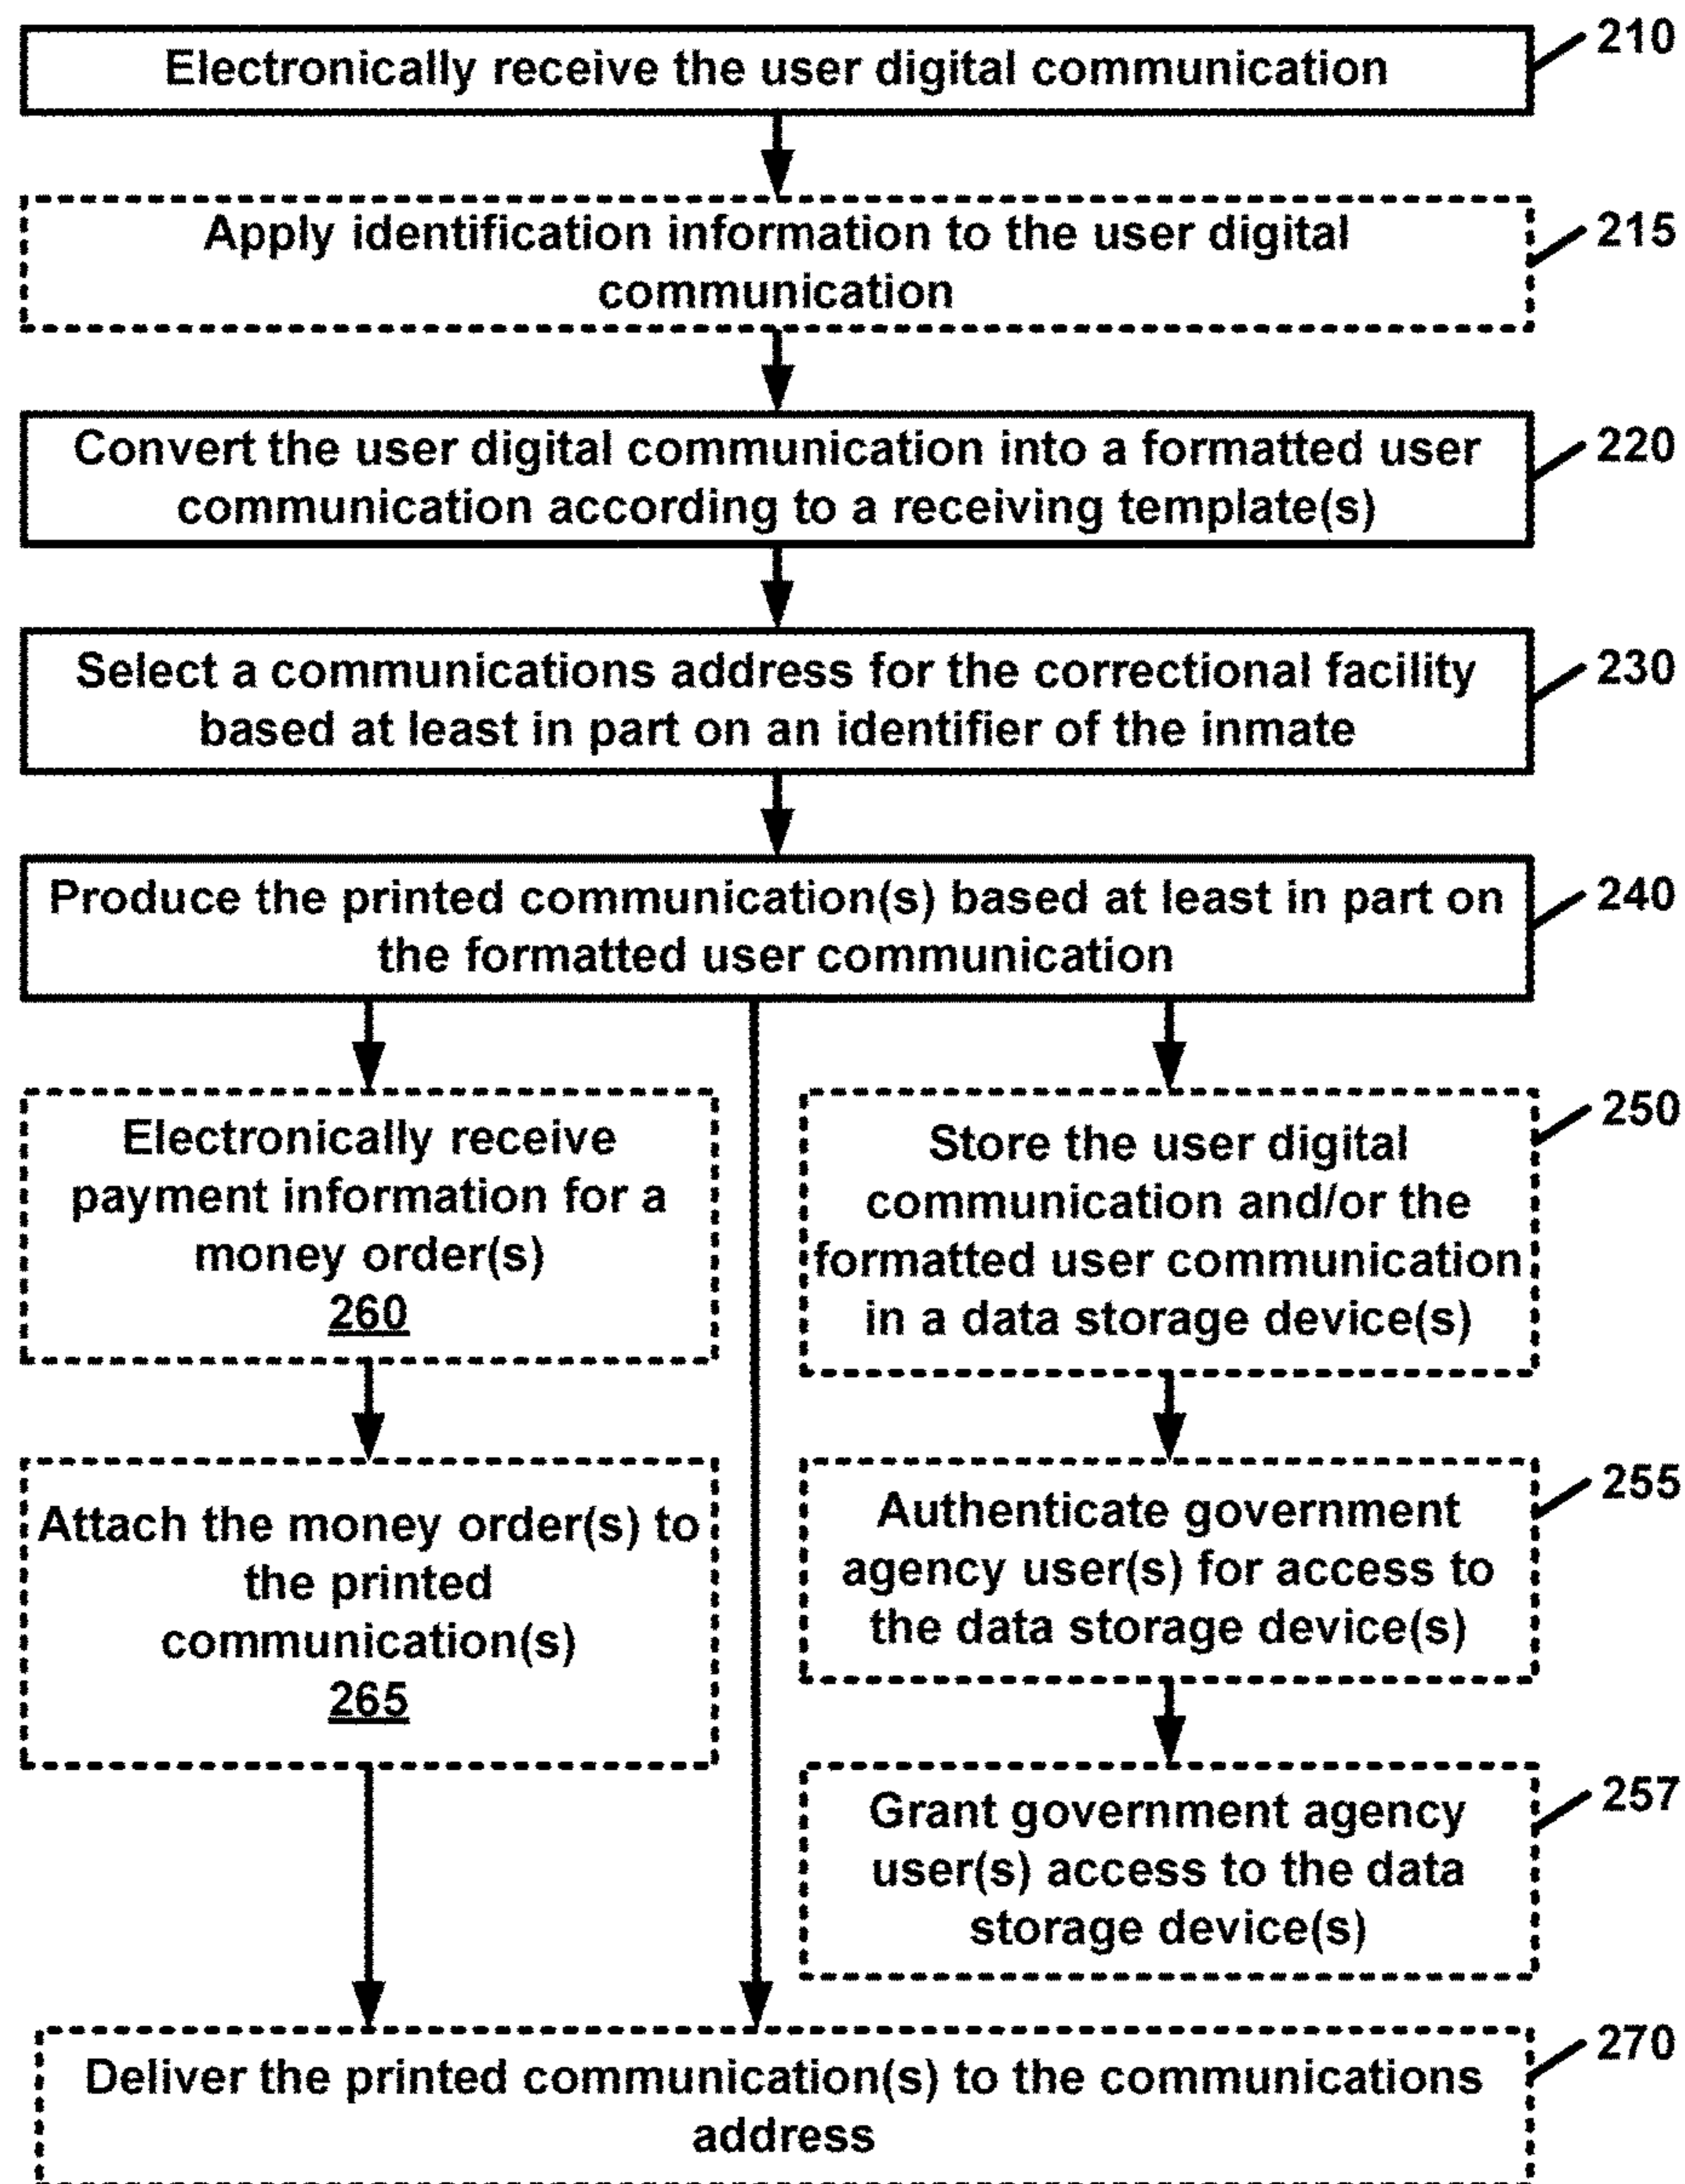 210
Electronically receive the user digital communication
215
Apply identification information to the user digital
communication
220
Convert the user digital communication into a formatted user
communication according to a receiving template(s)
230
Select a communications address for the correctional facility
based at least in part on an identifier of the inmate
240
Produce the printed communication(s) based at least in part on
the formatted user communication
Electronically receive
payment information for a
money order(s)
260
250
Store the user digital
communication and/or the
formatted user communication
in a data storage device(s)
Attach the money order(s) to
the printed
communication(s)
265
255
Authenticate government
agency user(s) for access to
the data storage device(s)
257
Grant government agency
user(s) access to the data
storage device(s)
270
Deliver the printed communication(s) to the communications
address